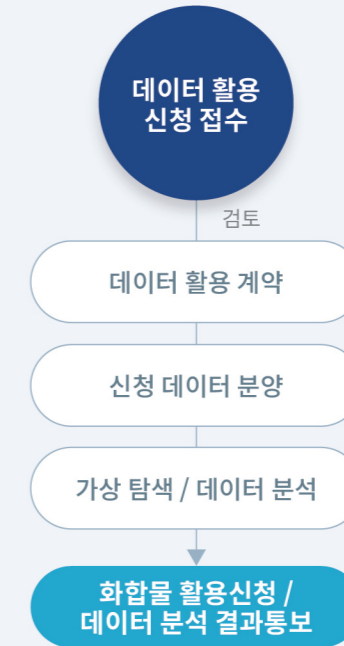 데이터 활용
신청 접수
검토
데이터 활용 계약
신청 데이터 분양
가상 탐색 / 데이터 분석
화합물 활용신청 /
데이터 분석 결과통보